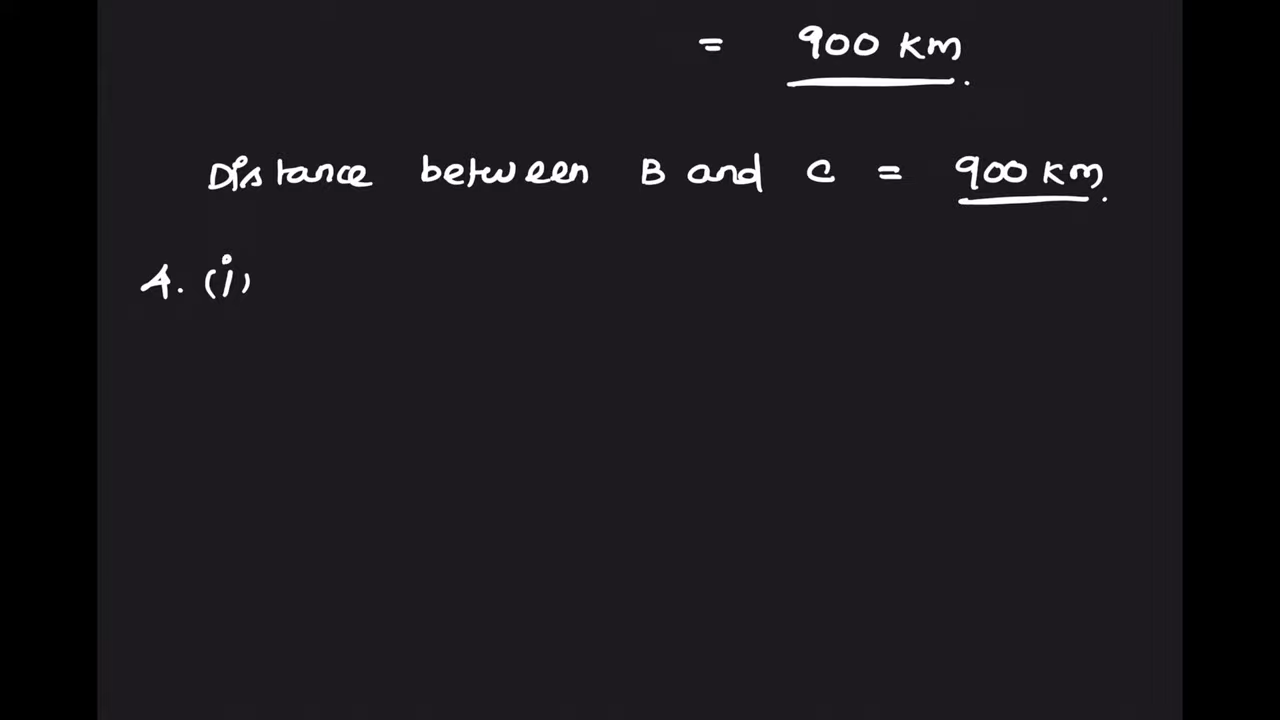 = 900 km.
Distance between B and C = 900 km.
4. (i)